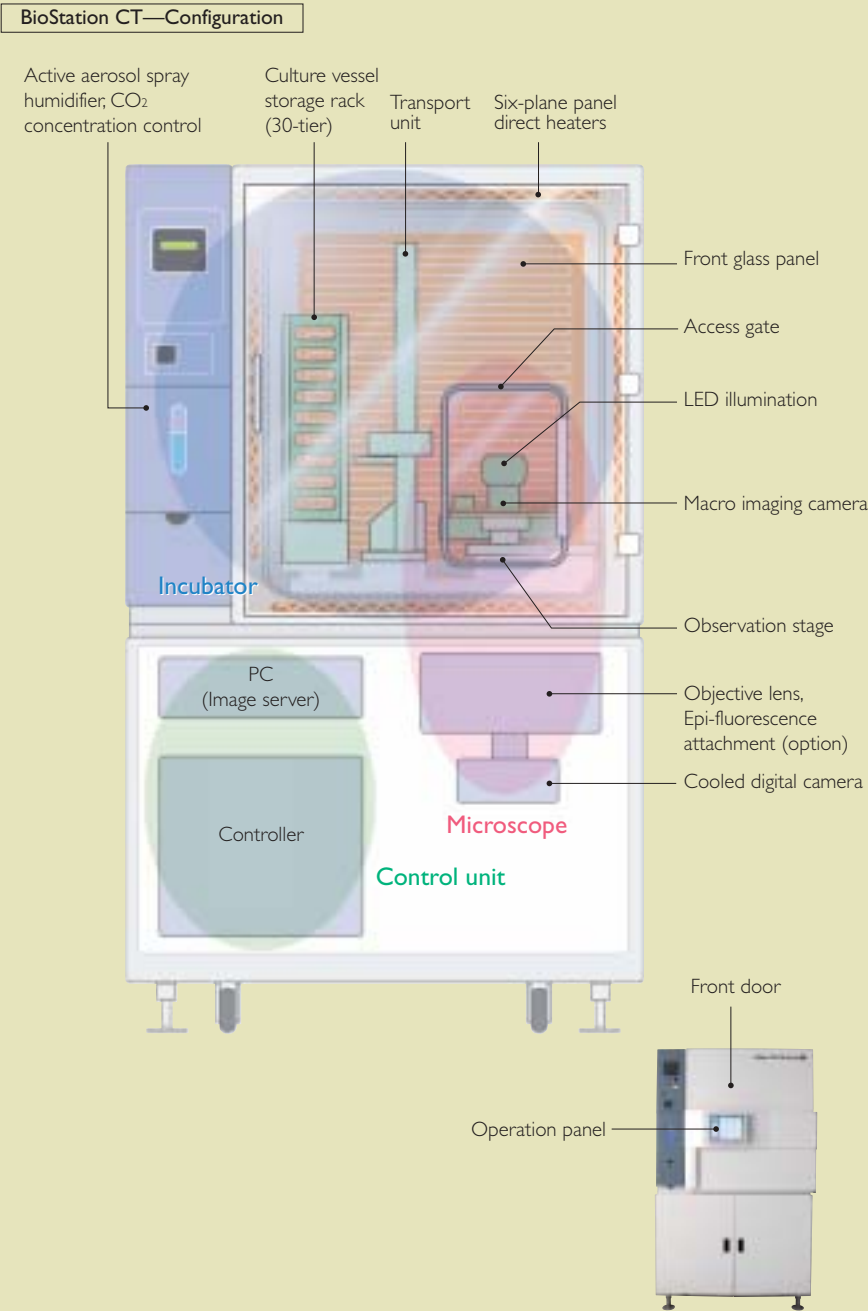 BioStation CT—Configuration
Active aerosol spray
humidifier, CO2
concentration control
Culture vessel
storage rack
(30-tier)
Transport
unit
Six-plane panel
direct heaters
Front glass panel
Access gate
LED illumination
Macro imaging camera
Incubator
Observation stage
PC
(Image server)
Objective lens,
Epi-fluorescence
attachment (option)
Cooled digital camera
Microscope
Controller
Control unit
Front door
Operation panel